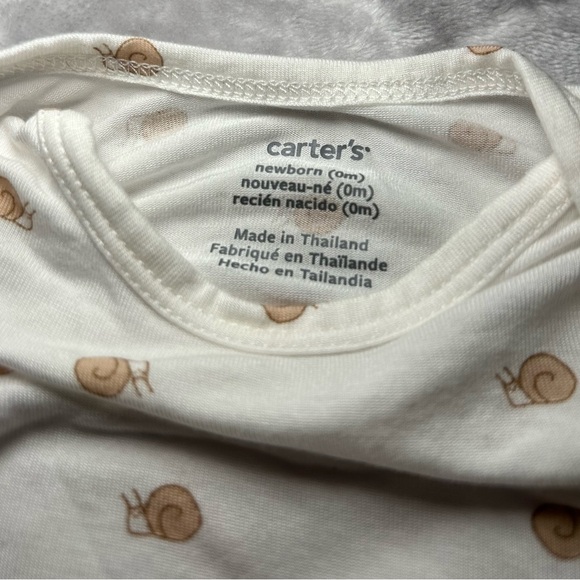 carter's
newborn (0m)
nouveau-né (0m)
recién nacido (0m)
Made in Thailand
Fabriqué en Thaïlande
Hecho en Tailandia